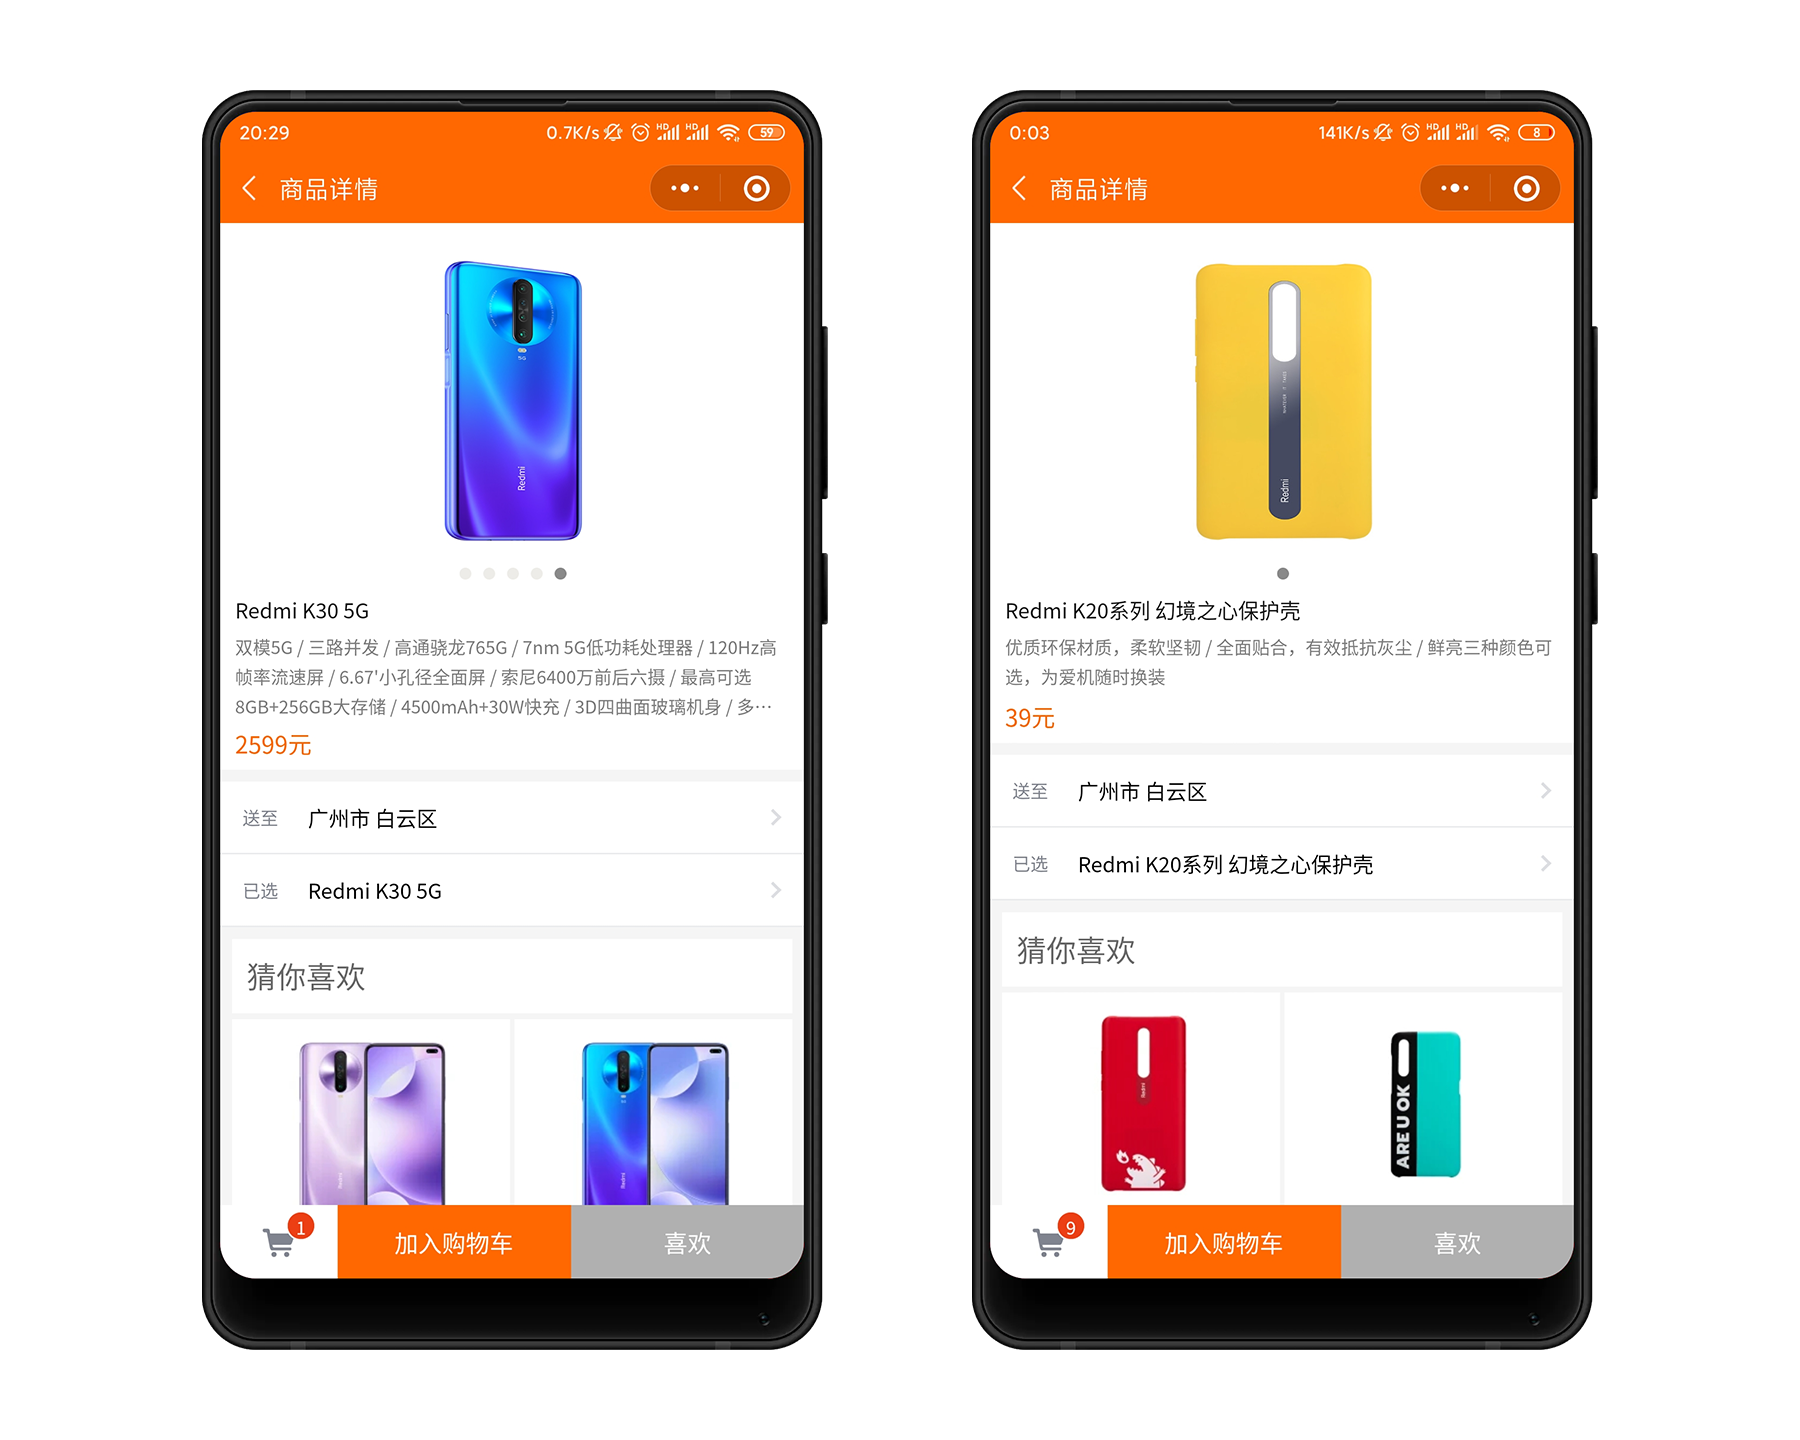 20:29
0.7K/s HD HD 59
商品详情
5G
Redmi
Redmi K30 5G
双模5G / 三路并发 / 高通骁龙765G / 7nm 5G低功耗处理器 / 120Hz高
帧率流速屏 / 6.67'小孔径全面屏 / 索尼6400万前后六摄 / 最高可选
8GB+256GB大存储 / 4500mAh+30W快充 / 3D四曲面玻璃机身 / 多…
2599元
送至 广州市 白云区
已选 Redmi K30 5G
猜你喜欢
Redmi
Redmi
1
加入购物车
喜欢
0:03
141K/s HD HD 8
商品详情
Redmi
Redmi K20系列 幻境之心保护壳
优质环保材质，柔软坚韧 / 全面贴合，有效抵抗灰尘 / 鲜亮三种颜色可
选，为爱机随时换装
39元
送至 广州市 白云区
已选 Redmi K20系列 幻境之心保护壳
猜你喜欢
Redmi
ARE U OK
9
加入购物车
喜欢